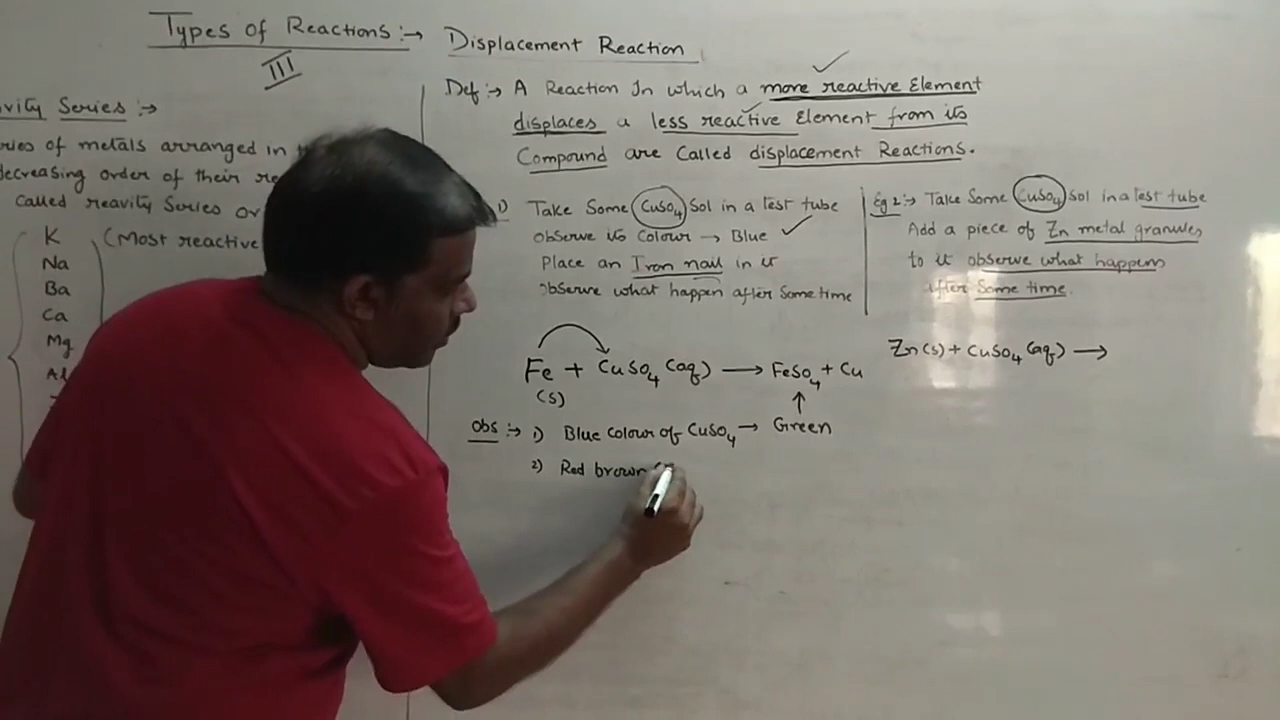 Types of Reactions :→ Displacement Reaction
III
Series :→
of metals arranged in
decreasing order of their
called reavity Series
K (Most reactive
Na
Ba
Ca
Mg
Def :→ A Reaction In which a more reactive Element
displaces a less reactive Element from its
Compound are Called displacement Reactions.
1) Take Some CuSO4 Sol in a test tube
observe its Colour → Blue ✓
Place an Iron nail in it
observe what happen after Some time
Eg 2 :→ Take Some CuSO4 Sol in a test tube
Add a piece of Zn metal granules
to it observe what happens
after Some time.
Fe + CuSO4 (aq) → FeSO4 + Cu
(s) ↑
Obs :→ 1) Blue Colour of CuSO4 → Green
2) Red brown
Zn(s) + CuSO4 (aq) →